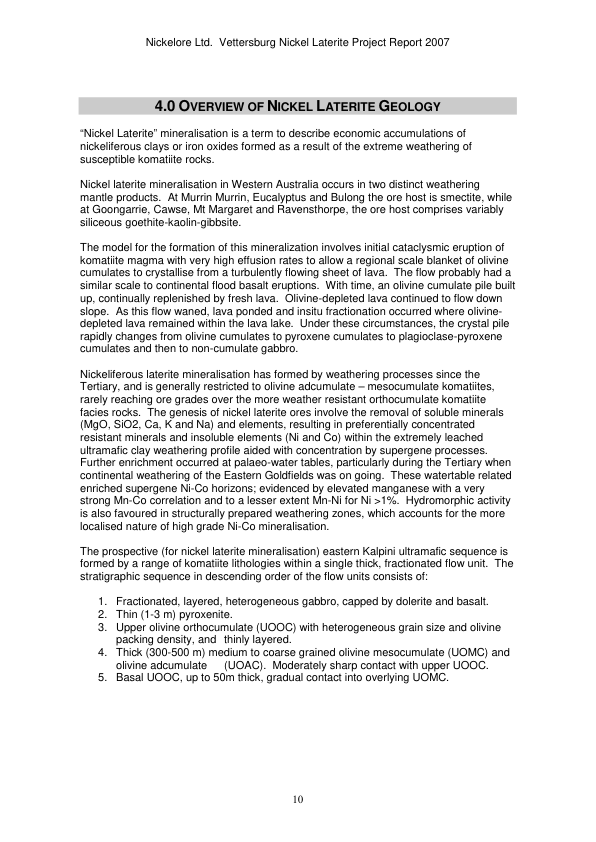 Nickelore Ltd.  Vettersburg Nickel Laterite Project Report 2007
4.0 OVERVIEW OF NICKEL LATERITE GEOLOGY
“Nickel Laterite” mineralisation is a term to describe economic accumulations of
nickeliferous clays or iron oxides formed as a result of the extreme weathering of
susceptible komatiite rocks.
Nickel laterite mineralisation in Western Australia occurs in two distinct weathering
mantle products.  At Murrin Murrin, Eucalyptus and Bulong the ore host is smectite, while
at Goongarrie, Cawse, Mt Margaret and Ravensthorpe, the ore host comprises variably
siliceous goethite-kaolin-gibbsite.
The model for the formation of this mineralization involves initial cataclysmic eruption of
komatiite magma with very high effusion rates to allow a regional scale blanket of olivine
cumulates to crystallise from a turbulently flowing sheet of lava.  The flow probably had a
similar scale to continental flood basalt eruptions.  With time, an olivine cumulate pile built
up, continually replenished by fresh lava.  Olivine-depleted lava continued to flow down
slope.  As this flow waned, lava ponded and insitu fractionation occurred where olivine-
depleted lava remained within the lava lake.  Under these circumstances, the crystal pile
rapidly changes from olivine cumulates to pyroxene cumulates to plagioclase-pyroxene
cumulates and then to non-cumulate gabbro.
Nickeliferous laterite mineralisation has formed by weathering processes since the
Tertiary, and is generally restricted to olivine adcumulate – mesocumulate komatiites,
rarely reaching ore grades over the more weather resistant orthocumulate komatiite
facies rocks.  The genesis of nickel laterite ores involve the removal of soluble minerals
(MgO, SiO2, Ca, K and Na) and elements, resulting in preferentially concentrated
resistant minerals and insoluble elements (Ni and Co) within the extremely leached
ultramafic clay weathering profile aided with concentration by supergene processes.
Further enrichment occurred at palaeo-water tables, particularly during the Tertiary when
continental weathering of the Eastern Goldfields was on going.  These watertable related
enriched supergene Ni-Co horizons; evidenced by elevated manganese with a very
strong Mn-Co correlation and to a lesser extent Mn-Ni for Ni >1%.  Hydromorphic activity
is also favoured in structurally prepared weathering zones, which accounts for the more
localised nature of high grade Ni-Co mineralisation.
The prospective (for nickel laterite mineralisation) eastern Kalpini ultramafic sequence is
formed by a range of komatiite lithologies within a single thick, fractionated flow unit.  The
stratigraphic sequence in descending order of the flow units consists of:
1. Fractionated, layered, heterogeneous gabbro, capped by dolerite and basalt.
2. Thin (1-3 m) pyroxenite.
3. Upper olivine orthocumulate (UOOC) with heterogeneous grain size and olivine
packing density, and  thinly layered.
4. Thick (300-500 m) medium to coarse grained olivine mesocumulate (UOMC) and
olivine adcumulate    (UOAC).  Moderately sharp contact with upper UOOC.
5. Basal UOOC, up to 50m thick, gradual contact into overlying UOMC.
10